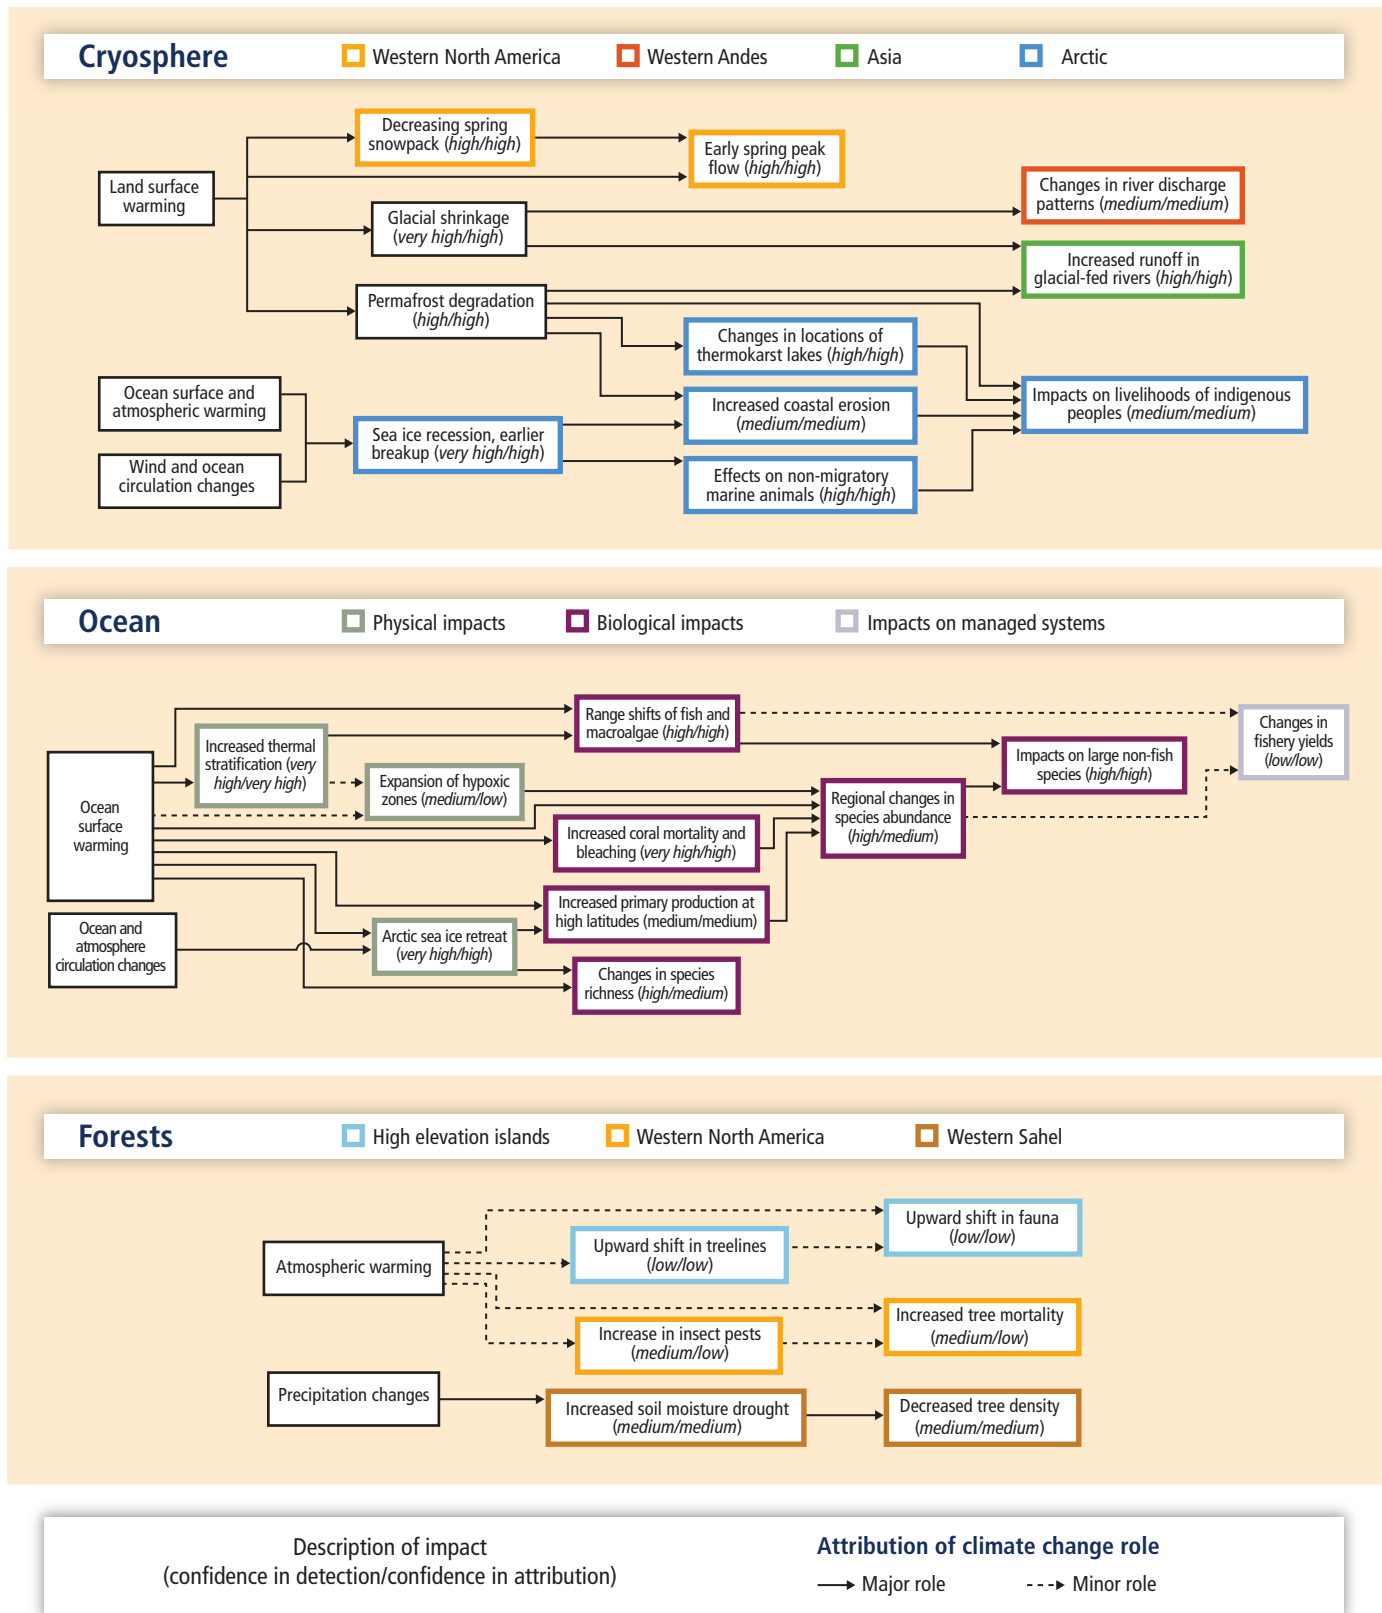 Cryosphere
Western North America
Western Andes
Asia
Arctic
Decreasing spring
snowpack (high/high)
Early spring peak
flow (high/high)
Land surface
warming
Changes in river discharge
patterns (medium/medium)
Glacial shrinkage
(very high/high)
Increased runoff in
glacial-fed rivers (high/high)
Permafrost degradation
(high/high)
Changes in locations of
thermokarst lakes (high/high)
Ocean surface and
atmospheric warming
Increased coastal erosion
(medium/medium)
Impacts on livelihoods of indigenous
peoples (medium/medium)
Sea ice recession, earlier
breakup (very high/high)
Wind and ocean
circulation changes
Effects on non-migratory
marine animals (high/high)
Ocean
Physical impacts
Biological impacts
Impacts on managed systems
Range shifts of fish and
macroalgae (high/high)
Changes in
fishery yields
(low/low)
Increased thermal
stratification (very
high/very high)
Impacts on large non-fish
species (high/high)
Expansion of hypoxic
zones (medium/low)
Regional changes in
species abundance
(high/medium)
Ocean
surface
warming
Increased coral mortality and
bleaching (very high/high)
Increased primary production at
high latitudes (medium/medium)
Ocean and
atmosphere
circulation changes
Arctic sea ice retreat
(very high/high)
Changes in species
richness (high/medium)
Forests
High elevation islands
Western North America
Western Sahel
Upward shift in fauna
(low/low)
Upward shift in treelines
(low/low)
Atmospheric warming
Increased tree mortality
(medium/low)
Increase in insect pests
(medium/low)
Precipitation changes
Increased soil moisture drought
(medium/medium)
Decreased tree density
(medium/medium)
Description of impact
(confidence in detection/confidence in attribution)
Attribution of climate change role
Major role
Minor role